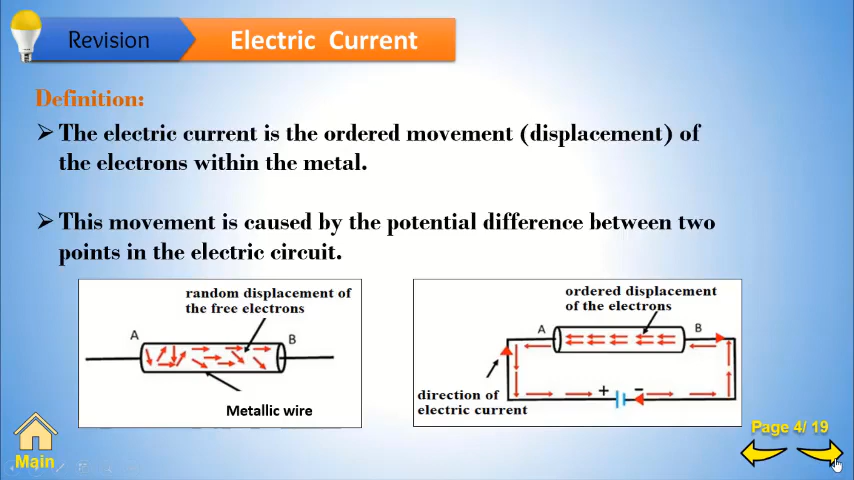 Revision
Electric Current
Definition:
➢ The electric current is the ordered movement (displacement) of
the electrons within the metal.
➢ This movement is caused by the potential difference between two
points in the electric circuit.
random displacement of
the free electrons
A
B
Metallic wire
ordered displacement
of the electrons
A
B
direction of
electric current
+
−
Page 4/ 19
Main